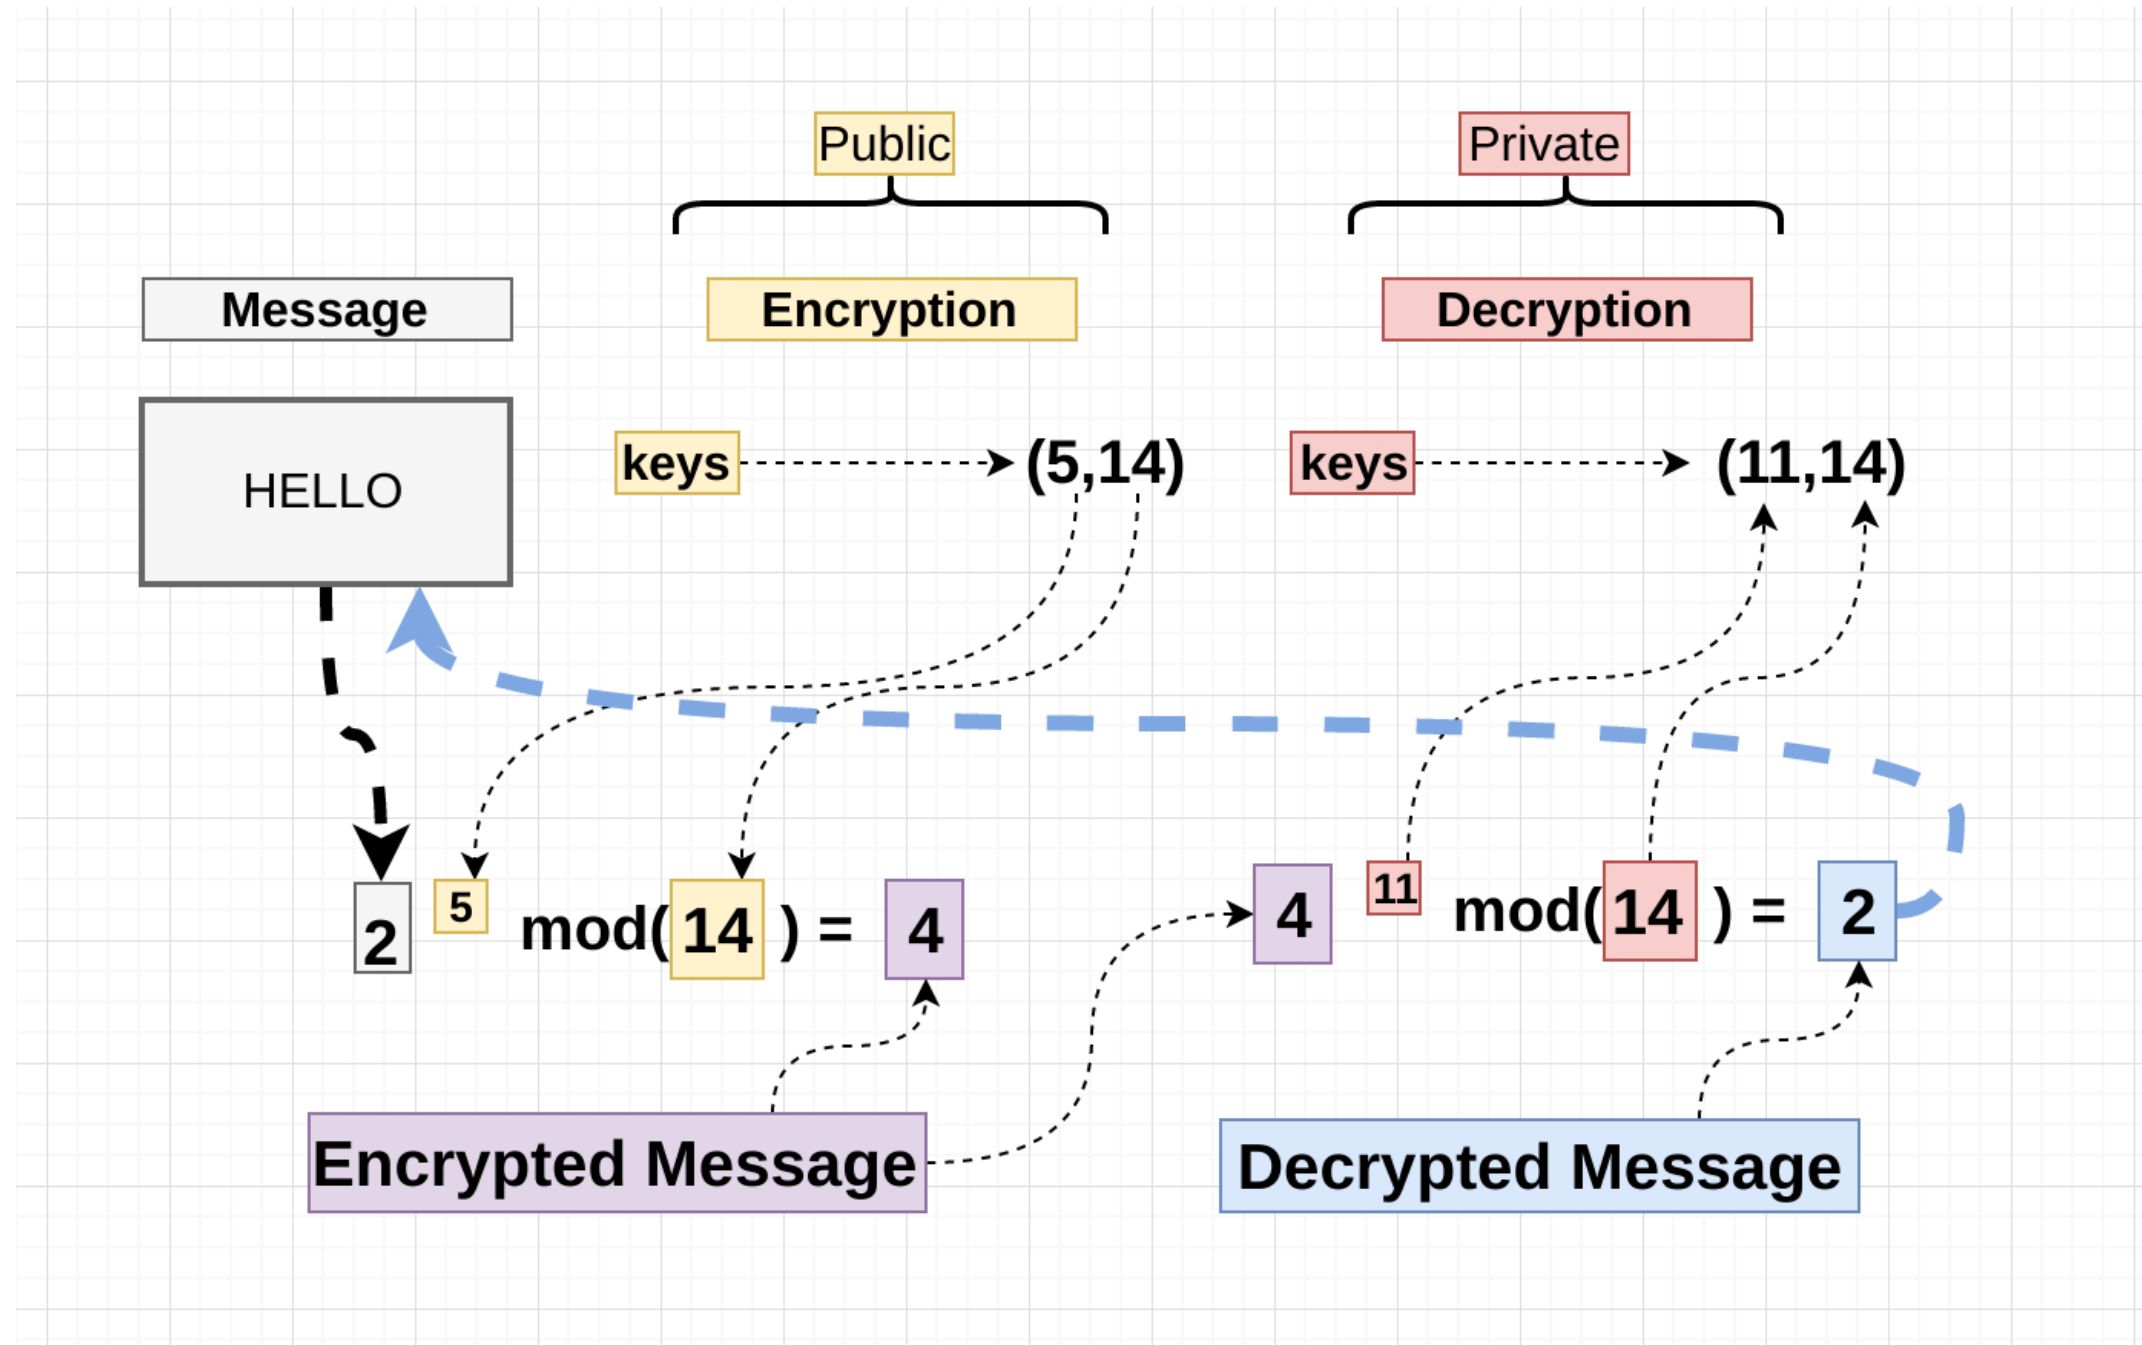 Public
Private
Message
Encryption
Decryption
HELLO
keys
(5,14)
keys
(11,14)
2 5 mod( 14 ) = 4
4 11 mod( 14 ) = 2
Encrypted Message
Decrypted Message